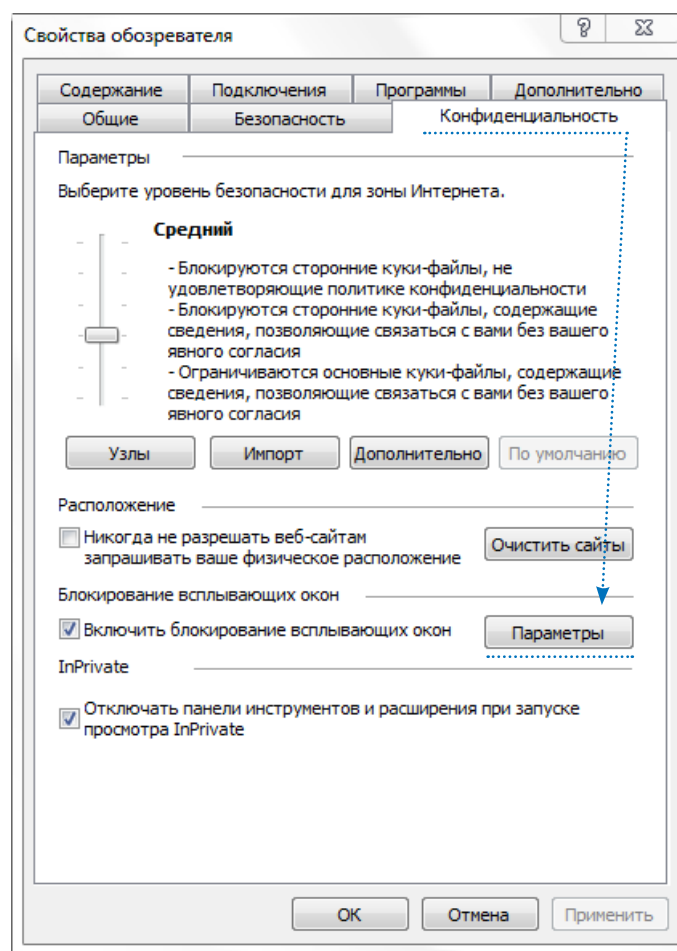 Свойства обозревателя
Содержание Подключения Программы Дополнительно
Общие Безопасность Конфиденциальность
Параметры
Выберите уровень безопасности для зоны Интернета.
Средний
- Блокируются сторонние куки-файлы, не
удовлетворяющие политике конфиденциальности
- Блокируются сторонние куки-файлы, содержащие
сведения, позволяющие связаться с вами без вашего
явного согласия
- Ограничиваются основные куки-файлы, содержащие
сведения, позволяющие связаться с вами без вашего
явного согласия
Узлы Импорт Дополнительно По умолчанию
Расположение
Никогда не разрешать веб-сайтам
запрашивать ваше физическое расположение
Очистить сайты
Блокирование всплывающих окон
Включить блокирование всплывающих окон Параметры
InPrivate
Отключать панели инструментов и расширения при запуске
просмотра InPrivate
ОК Отмена Применить